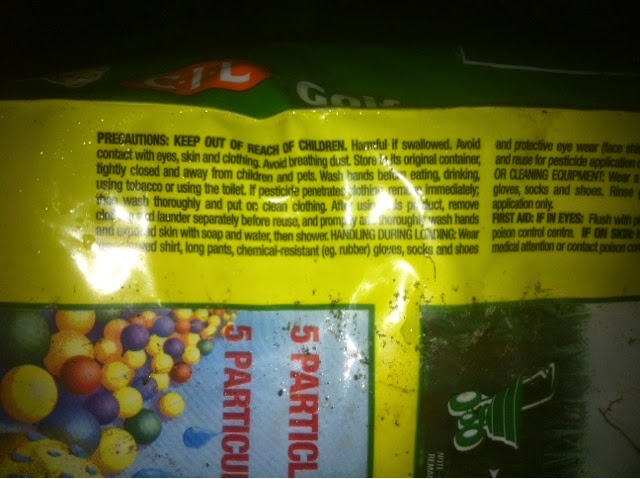 CIL
Golf
PRECAUTIONS: KEEP OUT OF REACH OF CHILDREN. Harmful if swallowed. Avoid
contact with eyes, skin and clothing. Avoid breathing dust. Store in its original container,
tightly closed and away from children and pets. Wash hands before eating, drinking,
using tobacco or using the toilet. If pesticide penetrates clothing, remove immediately;
then wash thoroughly and put on clean clothing. After using this product, remove
clothing and launder separately before reuse, and promptly and thoroughly wash hands
and exposed skin with soap and water, then shower. HANDLING DURING LOADING: Wear
shirt, long pants, chemical-resistant (eg. rubber) gloves, socks and shoes
and protective eye wear (face
and reuse for pesticide application
OR CLEANING EQUIPMENT: Wear
gloves, socks and shoes. Rinse
application only.
FIRST AID: IF IN EYES: Flush with
poison control centre. IF ON SKIN:
medical attention or contact poison
5 PARTICL
5 PARTICU
NOTE
REMA